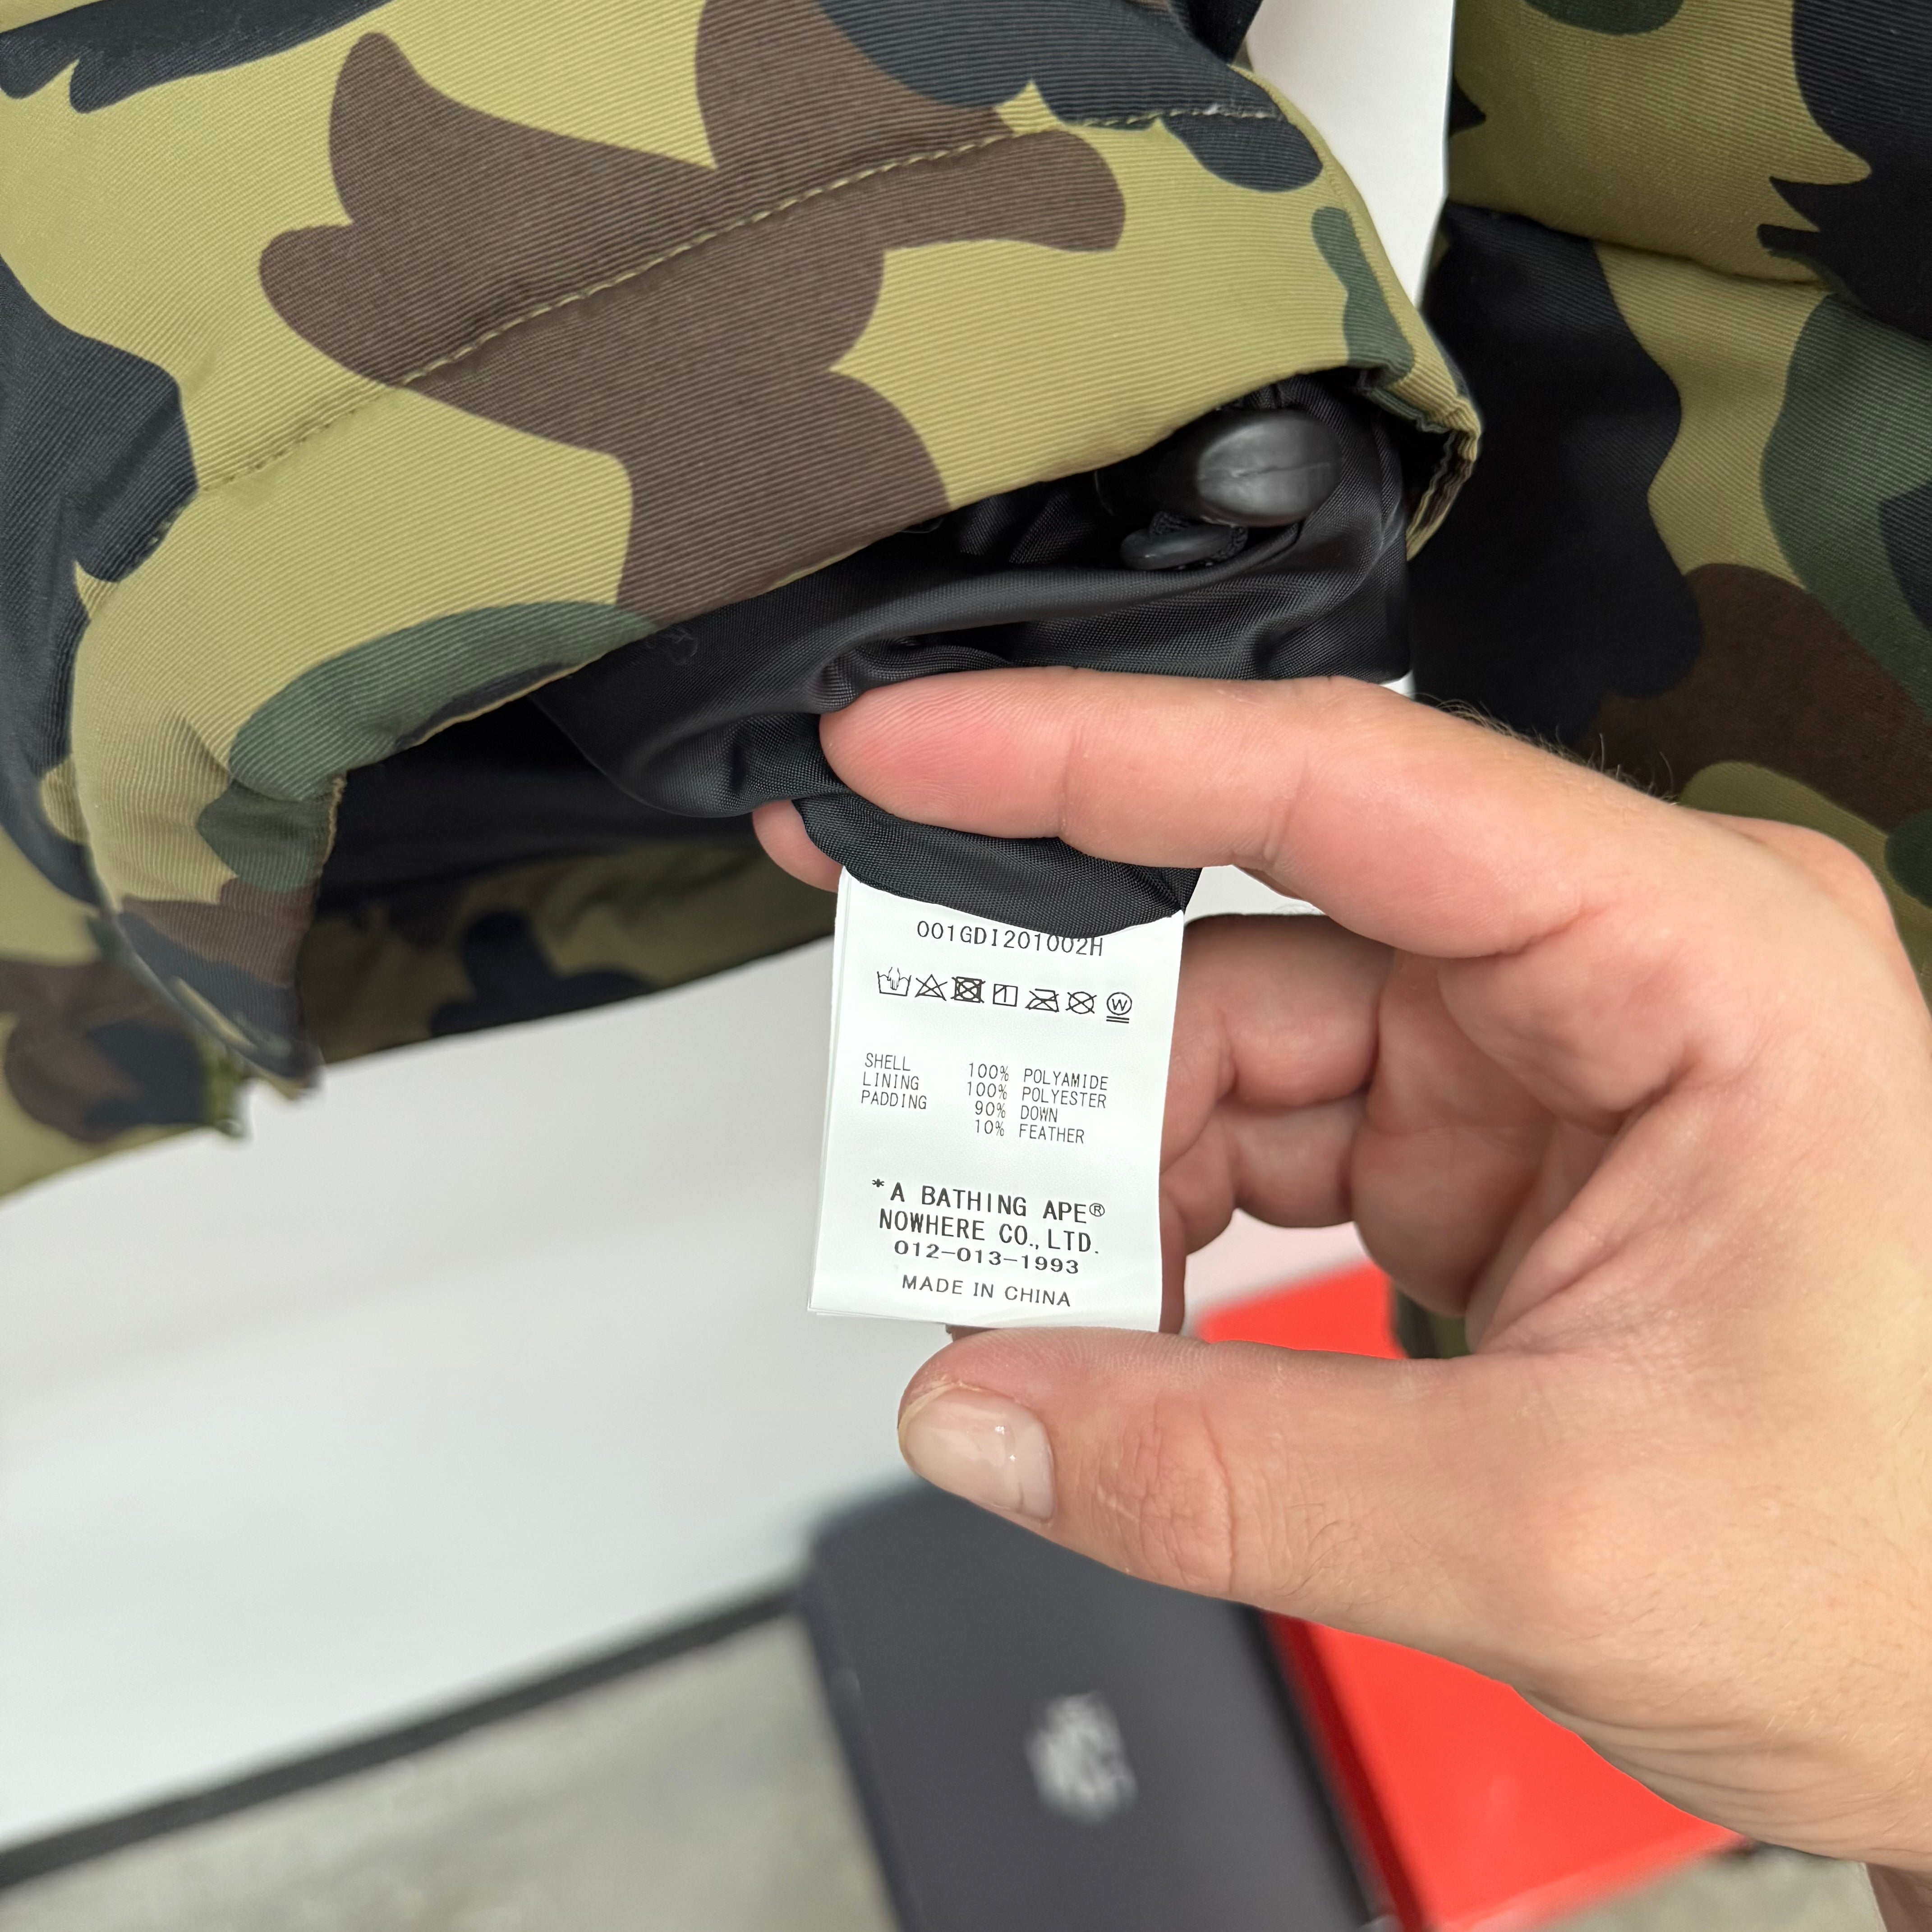 001GDI201002H
W
SHELL 100% POLYAMIDE
LINING 100% POLYESTER
PADDING 90% DOWN
10% FEATHER
*A BATHING APE®
NOWHERE CO.,LTD.
012-013-1993
MADE IN CHINA